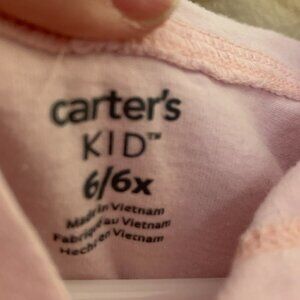 carter's
KID™
6/6x
Made in Vietnam
Fabriqué au Vietnam
Hecho en Vietnam